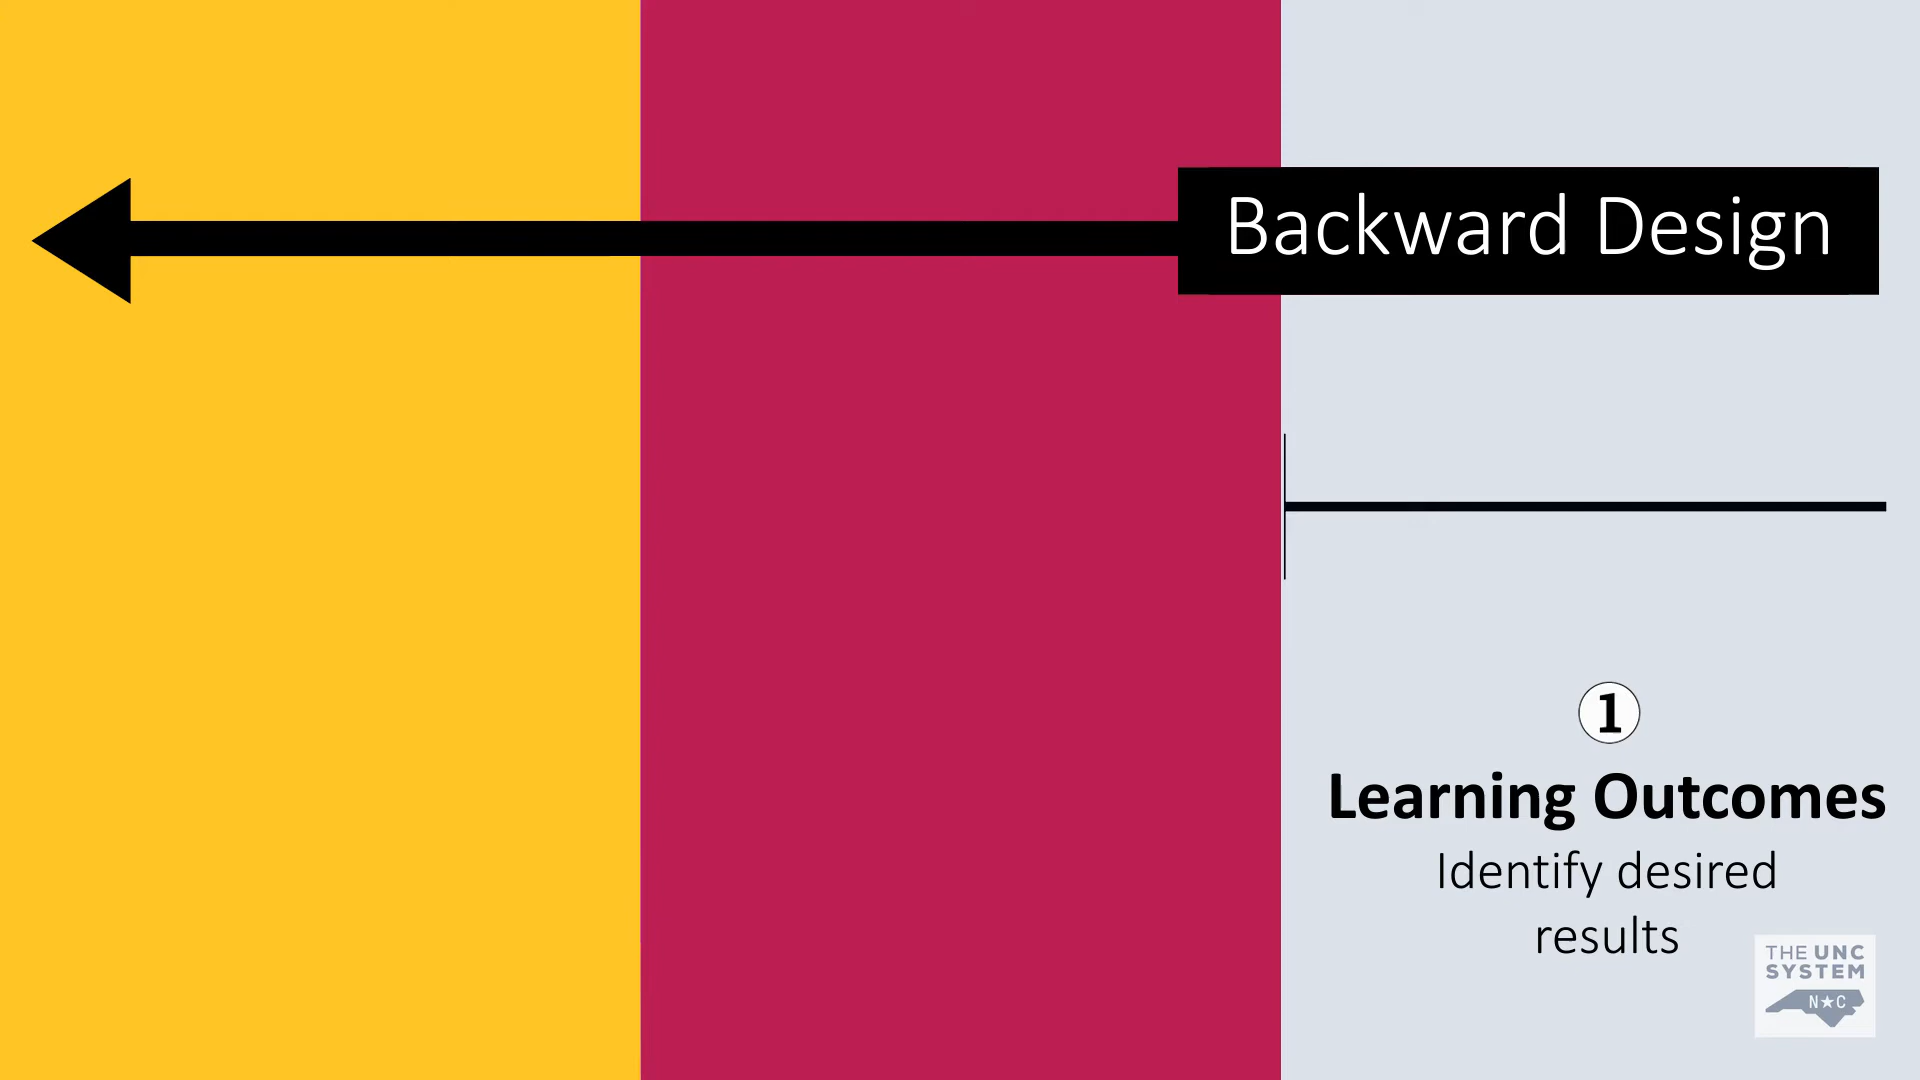 Backward Design
1
Learning Outcomes
Identify desired
results
THE UNC
SYSTEM
N★C